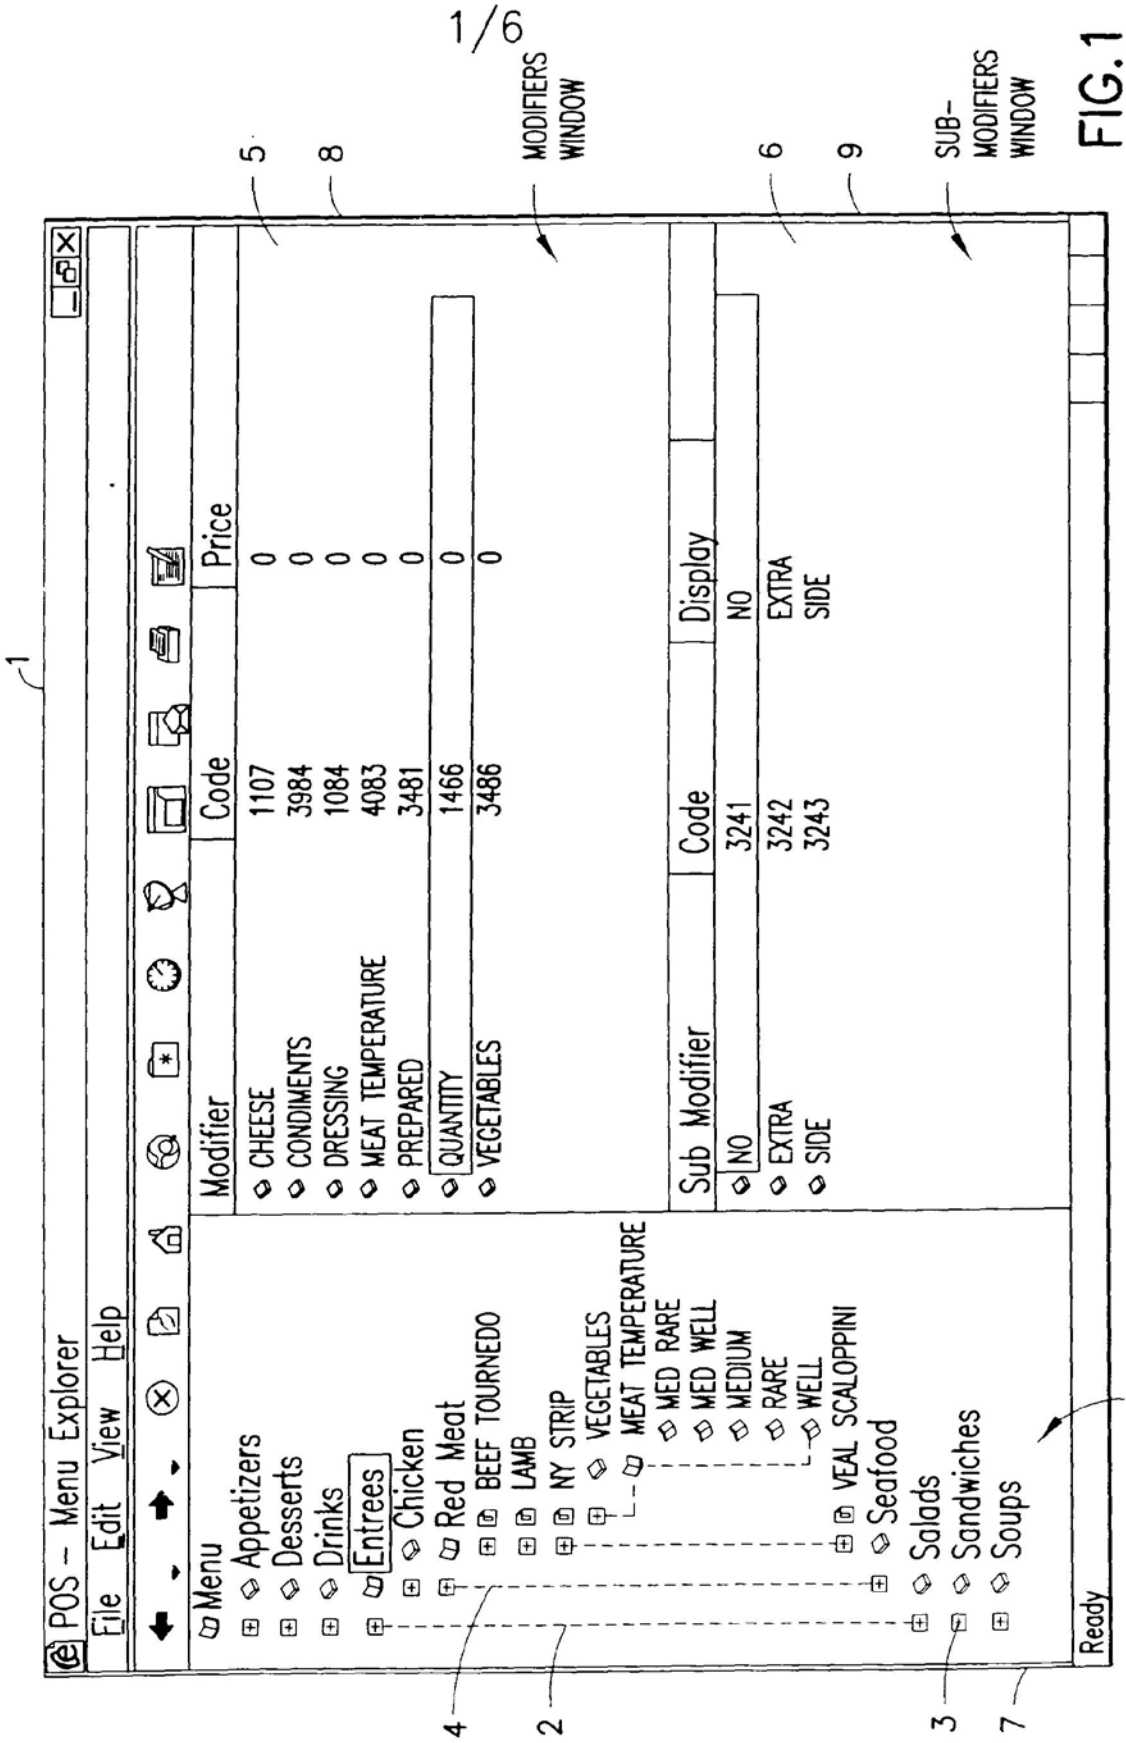 1/6
1
POS – Menu Explorer
File Edit View Help
Menu
Appetizers
Desserts
Drinks
Entrees
Chicken
Red Meat
BEEF TOURNEDO
LAMB
NY STRIP
VEGETABLES
MEAT TEMPERATURE
MED RARE
MED WELL
MEDIUM
RARE
WELL
VEAL SCALOPPINI
Seafood
Salads
Sandwiches
Soups
Modifier Code Price
CHEESE 1107 0
CONDIMENTS 3984 0
DRESSING 1084 0
MEAT TEMPERATURE 4083 0
PREPARED 3481 0
QUANTITY 1466 0
VEGETABLES 3486 0
Sub Modifier Code Display
NO 3241 NO
EXTRA 3242 EXTRA
SIDE 3243 SIDE
Ready
5
8
MODIFIERS
WINDOW
6
9
SUB-
MODIFIERS
WINDOW
4
2
3
7
FIG. 1